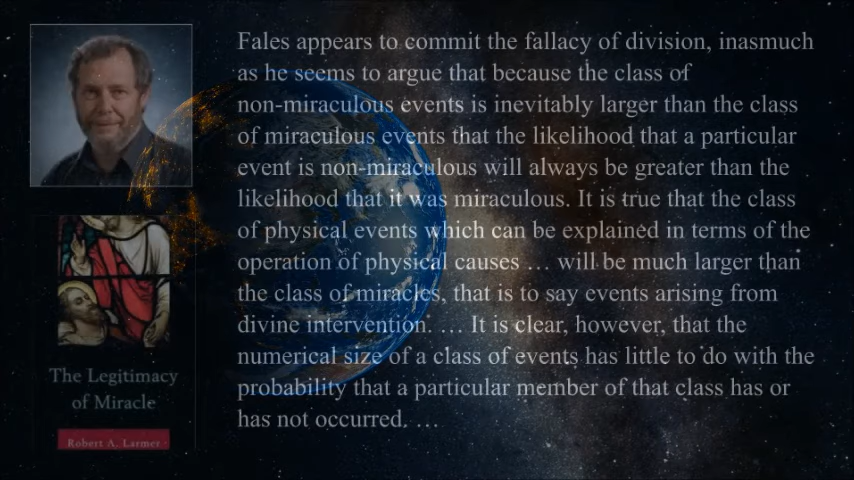 Fales appears to commit the fallacy of division, inasmuch
as he seems to argue that because the class of
non-miraculous events is inevitably larger than the class
of miraculous events that the likelihood that a particular
event is non-miraculous will always be greater than the
likelihood that it was miraculous. It is true that the class
of physical events which can be explained in terms of the
operation of physical causes … will be much larger than
the class of miracles, that is to say events arising from
divine intervention. … It is clear, however, that the
numerical size of a class of events has little to do with the
probability that a particular member of that class has or
has not occurred. …
The Legitimacy
of Miracle
Robert A. Larmer